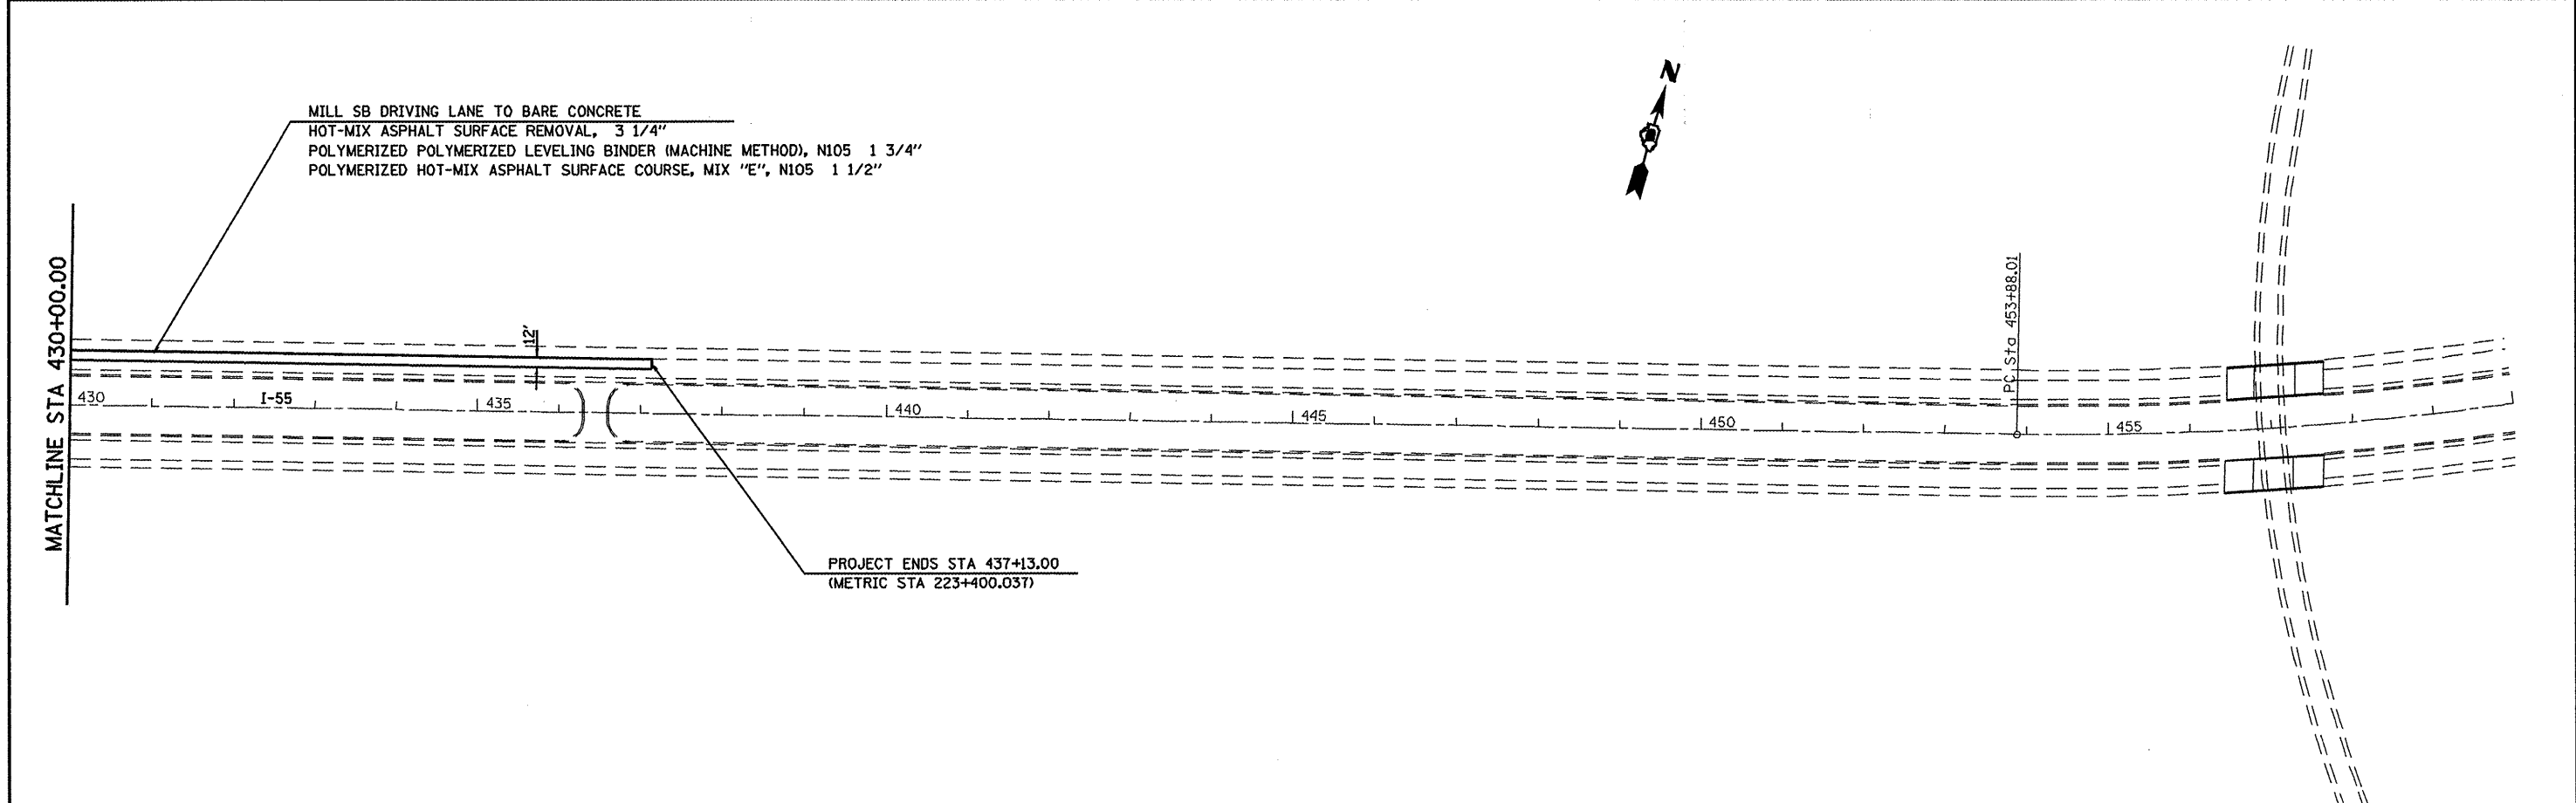 N
MILL SB DRIVING LANE TO BARE CONCRETE
HOT-MIX ASPHALT SURFACE REMOVAL, 3 1/4"
POLYMERIZED POLYMERIZED LEVELING BINDER (MACHINE METHOD), N105 1 3/4"
POLYMERIZED HOT-MIX ASPHALT SURFACE COURSE, MIX "E", N105 1 1/2"
MATCHLINE STA 430+00.00
12'
PC Sta 453+88.01
430
I-55
435
440
445
450
455
PROJECT ENDS STA 437+13.00
(METRIC STA 223+400.037)